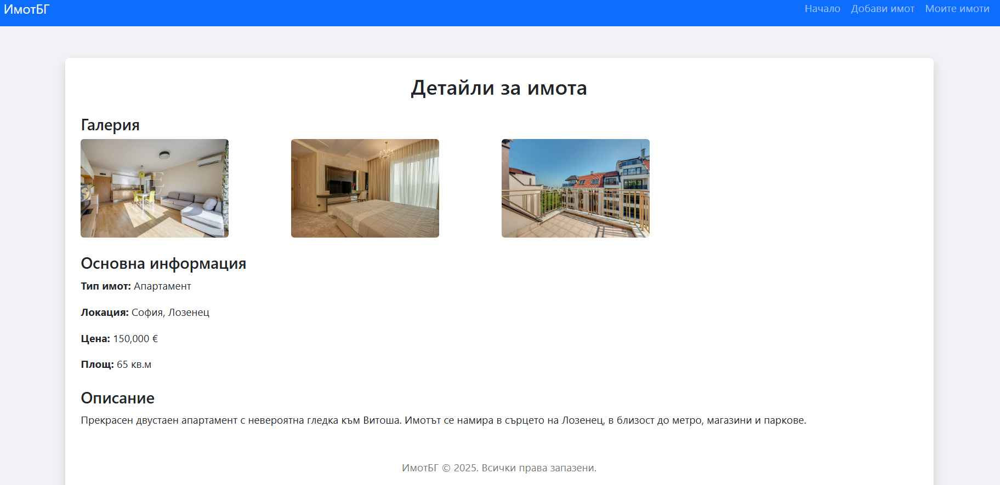 ИмотБГ
Начало Добави имот Моите имоти
Детайли за имота
Галерия
Основна информация
Тип имот: Апартамент
Локация: София, Лозенец
Цена: 150,000 €
Площ: 65 кв.м
Описание
Прекрасен двустаен апартамент с невероятна гледка към Витоша. Имотът се намира в сърцето на Лозенец, в близост до метро, магазини и паркове.
ИмотБГ © 2025. Всички права запазени.